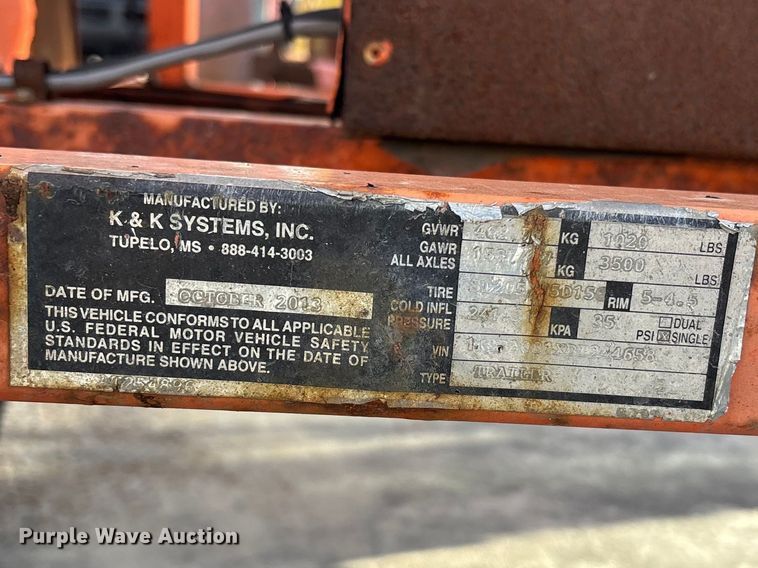 MANUFACTURED BY:
K & K SYSTEMS, INC.
TUPELO, MS • 888-414-3003
DATE OF MFG. OCTOBER 2013
THIS VEHICLE CONFORMS TO ALL APPLICABLE
U.S. FEDERAL MOTOR VEHICLE SAFETY
STANDARDS IN EFFECT ON THE DATE OF
MANUFACTURE SHOWN ABOVE.
GVWR KG 1020 LBS
GAWR
ALL AXLES KG 3500 LBS
TIRE RIM 5-4.5
COLD INFL
PRESSURE KPA 35 PSI DUAL
SINGLE
VIN
TYPE TRAILER
Purple Wave Auction